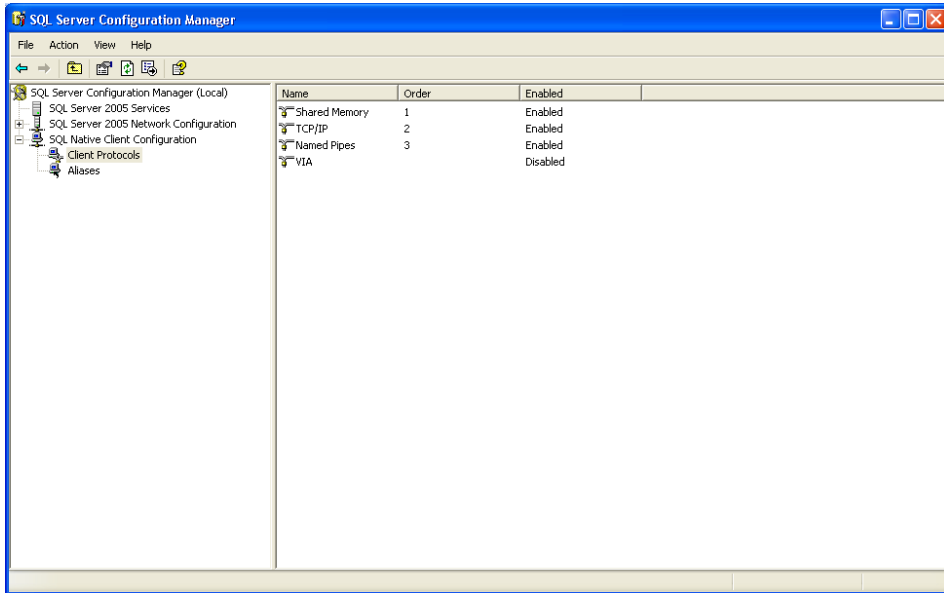 SQL Server Configuration Manager
File Action View Help
SQL Server Configuration Manager (Local)
SQL Server 2005 Services
SQL Server 2005 Network Configuration
SQL Native Client Configuration
Client Protocols
Aliases
Name Order Enabled
Shared Memory 1 Enabled
TCP/IP 2 Enabled
Named Pipes 3 Enabled
VIA Disabled